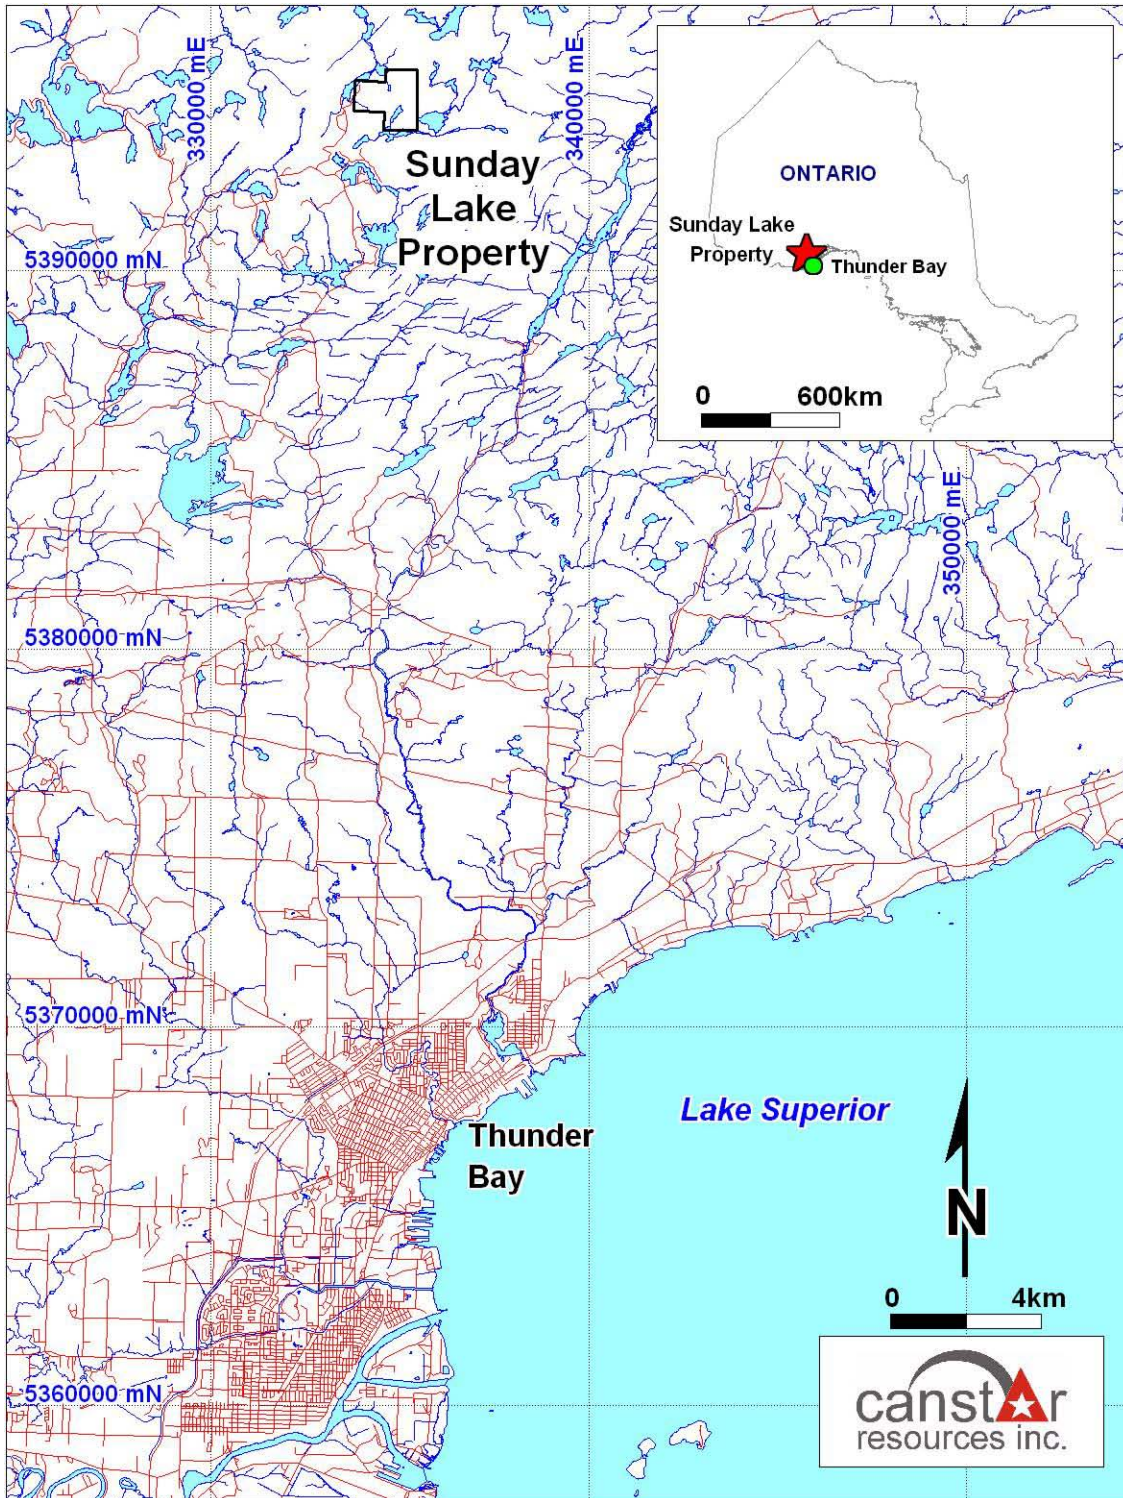 330000 mE
340000 mE
Sunday
Lake
Property
ONTARIO
Sunday Lake
Property
Thunder Bay
0 600km
5390000 mN
350000 mE
5380000 mN
5370000 mN
Lake Superior
Thunder
Bay
N
0 4km
5360000 mN
canstar
resources inc.